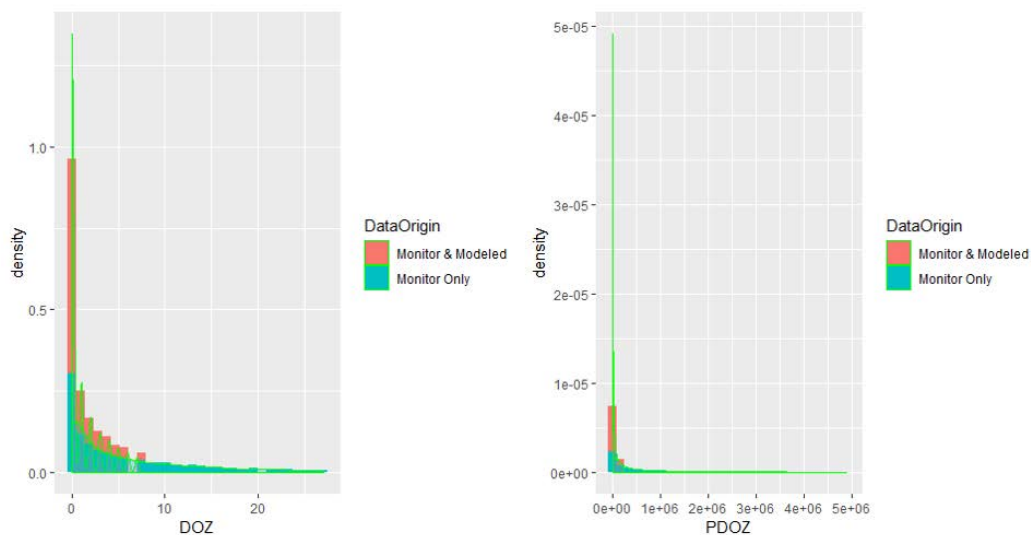 density
1.0
0.5
0.0
0
20
DOZ
DataOrigin
Monitor & Modeled
Monitor Only
density
5e-05
4e-05
3e-05
2e-05
1e-05
0e+00
0e+00 1e+06 2e+06 3e+06 4e+06 5e+06
PDOZ
DataOrigin
Monitor & Modeled
Monitor Only